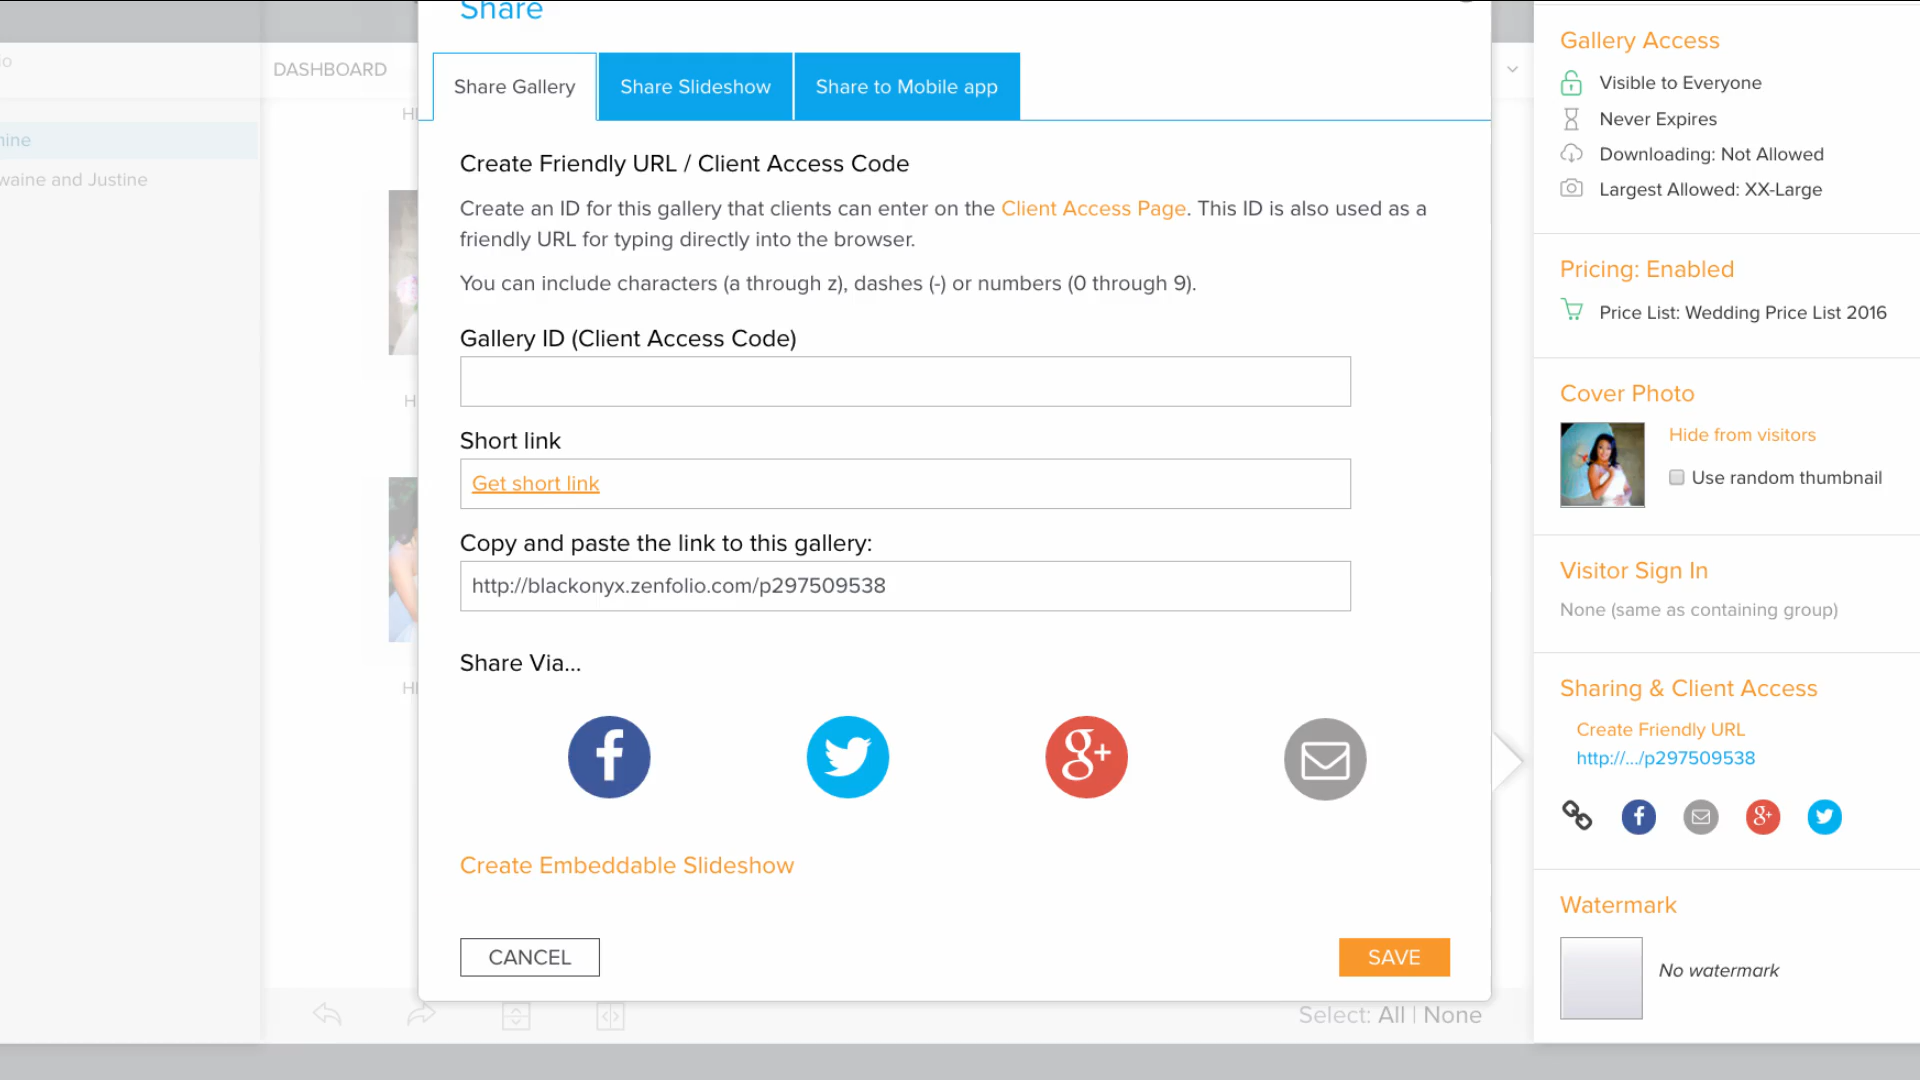 Share
DASHBOARD
Share Gallery
Share Slideshow
Share to Mobile app
Create Friendly URL / Client Access Code
Create an ID for this gallery that clients can enter on the Client Access Page. This ID is also used as a
friendly URL for typing directly into the browser.
You can include characters (a through z), dashes (-) or numbers (0 through 9).
Gallery ID (Client Access Code)
Short link
Get short link
Copy and paste the link to this gallery:
http://blackonyx.zenfolio.com/p297509538
Share Via...
Create Embeddable Slideshow
CANCEL
SAVE
Select: All | None
and Justine
Gallery Access
Visible to Everyone
Never Expires
Downloading: Not Allowed
Largest Allowed: XX-Large
Pricing: Enabled
Price List: Wedding Price List 2016
Cover Photo
Hide from visitors
Use random thumbnail
Visitor Sign In
None (same as containing group)
Sharing & Client Access
Create Friendly URL
http://.../p297509538
Watermark
No watermark